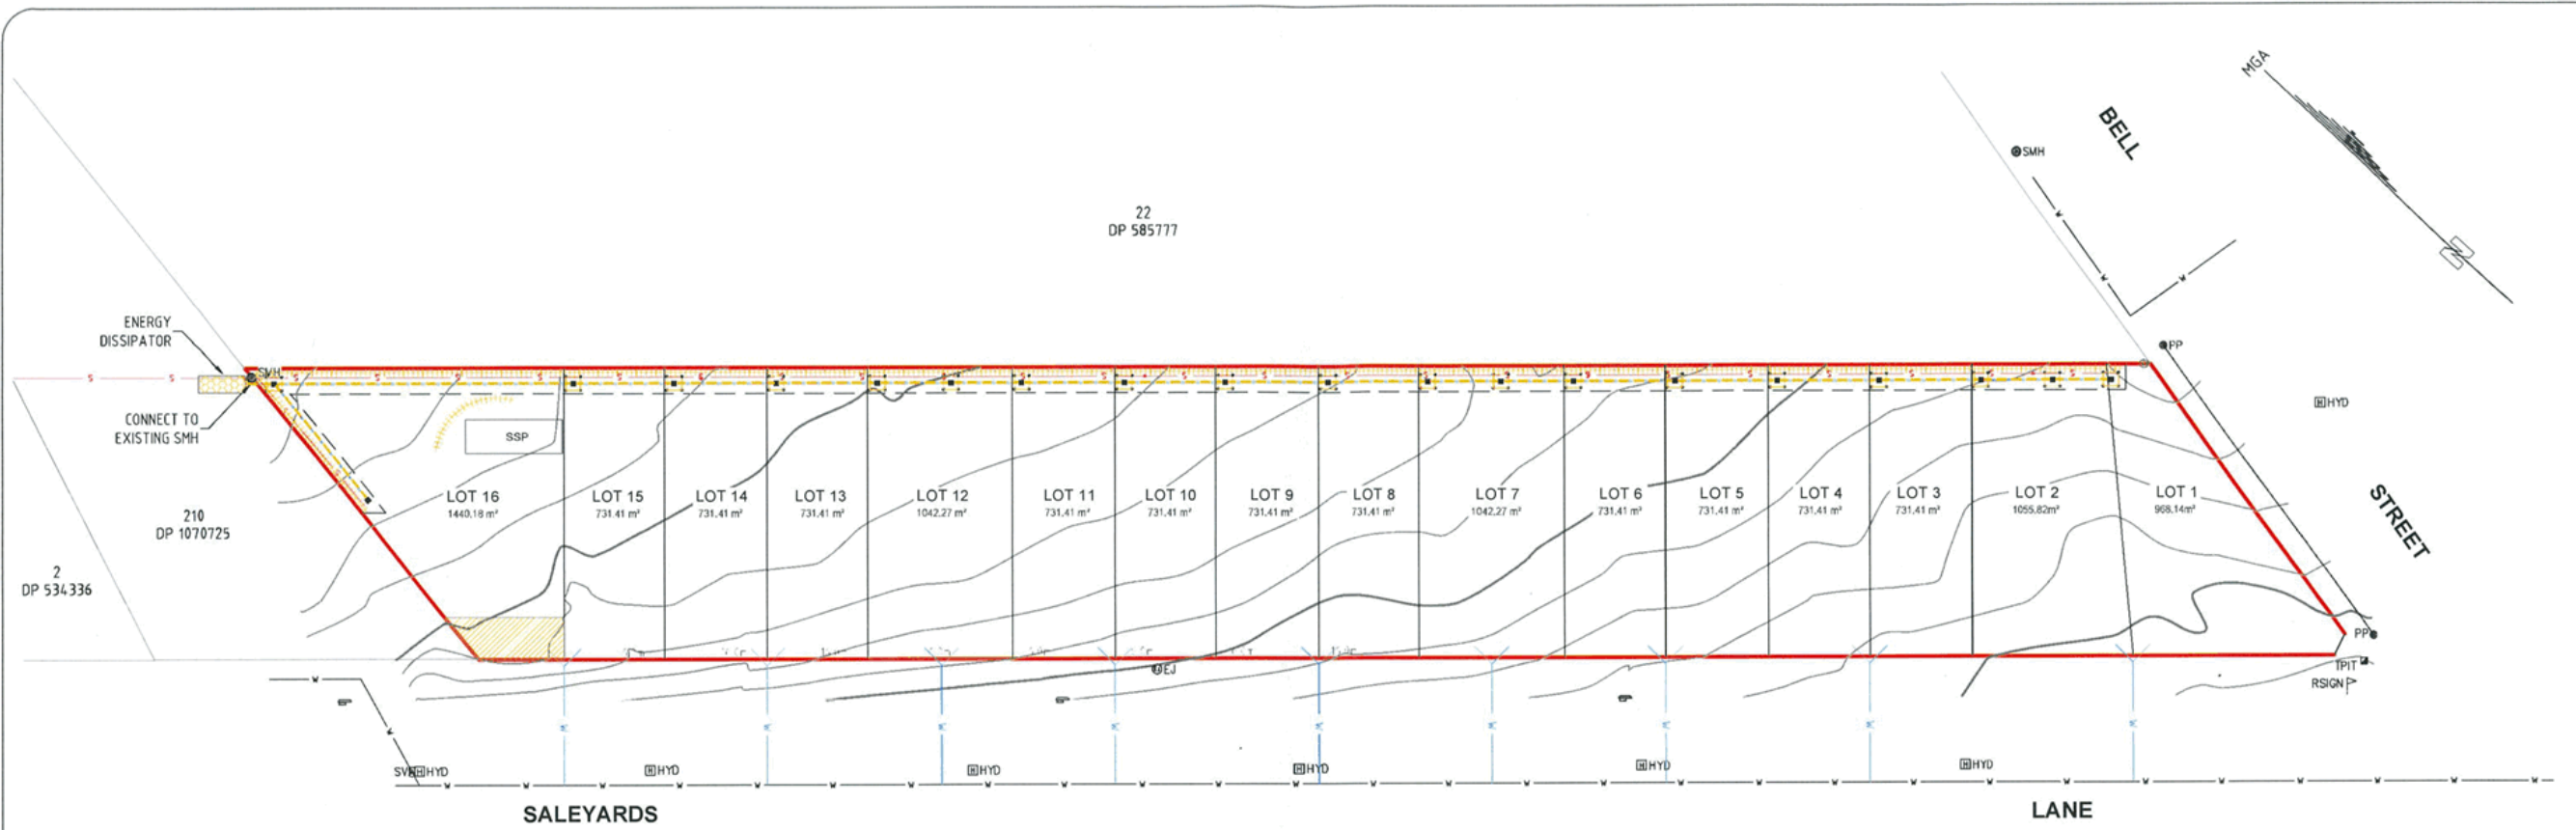 MGA
BELL
SMH
22
DP 585777
N
ENERGY
DISSIPATOR
SMH
PP
HYD
CONNECT TO
EXISTING SMH
SSP
STREET
210
DP 1070725
2
DP 534336
LOT 16
1440.18 m²
LOT 15
731.41 m²
LOT 14
731.41 m²
LOT 13
731.41 m²
LOT 12
1042.27 m²
LOT 11
731.41 m²
LOT 10
731.41 m²
LOT 9
731.41 m²
LOT 8
731.41 m²
LOT 7
1042.27 m²
LOT 6
731.41 m²
LOT 5
731.41 m²
LOT 4
731.41 m²
LOT 3
731.41 m²
LOT 2
1055.82m²
LOT 1
968.14m²
PP
TPIT
RSIGN
EJ
SV HYD
HYD
HYD
HYD
HYD
HYD
SALEYARDS
LANE